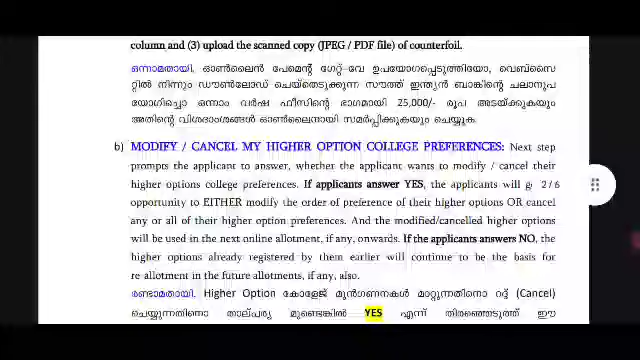 column and (3) upload the scanned copy (JPEG / PDF file) of counterfoil.
ഒന്നാമതായി. ഓൺലൈൻ പേമെന്റ് ഗേറ്റ്-വേ ഉപയോഗപ്പെടുത്തിയോ, വെബ്സൈ
റ്റിൽ നിന്നും ഡൗൺലോഡ് ചെയ്തെടുക്കുന്ന സൗത്ത് ഇന്ത്യൻ ബാങ്കിന്റെ ചലാനുപ
യോഗിച്ചൊ ഒന്നാം വർഷ ഫീസിന്റെ ഭാഗമായി 25,000/- രൂപ അടയ്ക്കുകയും
അതിന്റെ വിശദാംശങ്ങൾ ഓൺലൈനായി സമർപ്പിക്കുകയും ചെയ്യുക.
b) MODIFY / CANCEL MY HIGHER OPTION COLLEGE PREFERENCES: Next step
prompts the applicant to answer, whether the applicant wants to modify / cancel their
higher options college preferences. If applicants answer YES, the applicants will g 2/6
opportunity to EITHER modify the order of preference of their higher options OR cancel
any or all of their higher option preferences. And the modified/cancelled higher options
will be used in the next online allotment, if any, onwards. If the applicants answers NO, the
higher options already registered by them earlier will continue to be the basis for
re-allotment in the future allotments, if any, also.
രണ്ടാമതായി. Higher Option കോളേജ് മുൻഗണനകൾ മാറ്റുന്നതിനൊ റദ്ദ് (Cancel)
ചെയ്യുന്നതിനൊ താല്പര്യ മുണ്ടെങ്കിൽ YES എന്ന് തിരഞ്ഞെടുത്ത് ഈ